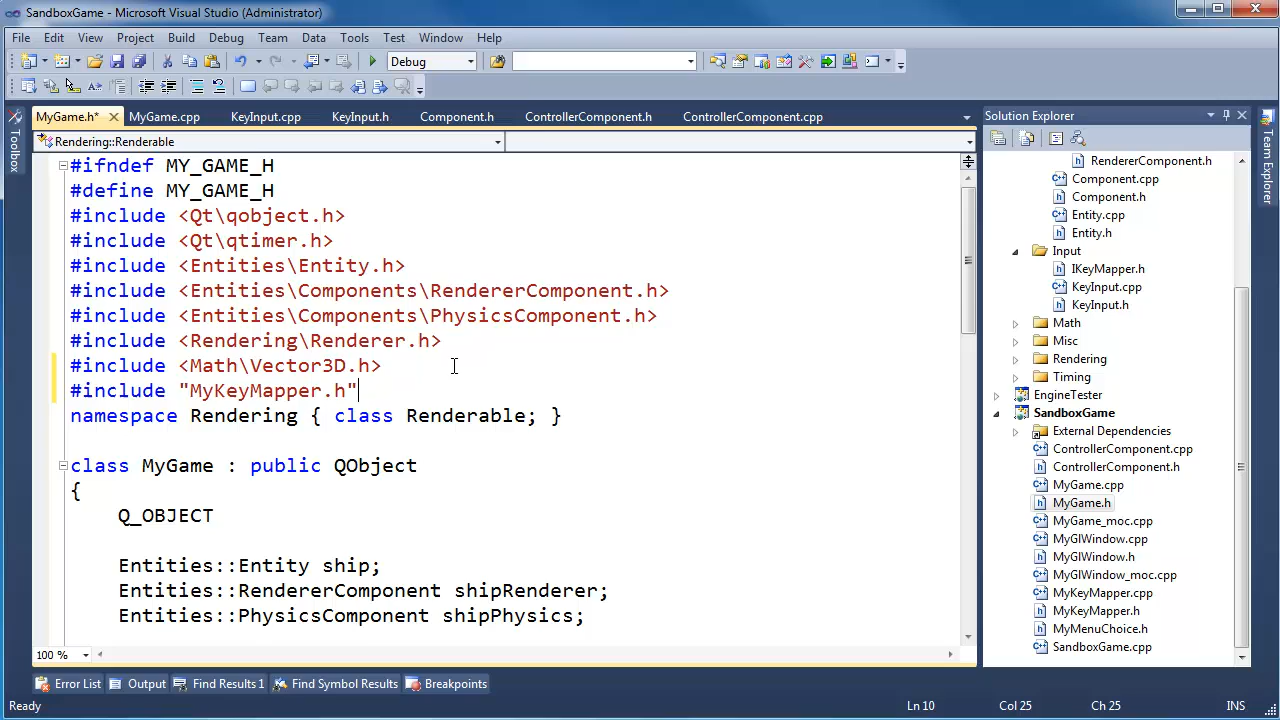 SandboxGame - Microsoft Visual Studio (Administrator)
File Edit View Project Build Debug Team Data Tools Test Window Help
Debug
MyGame.h* MyGame.cpp KeyInput.cpp KeyInput.h Component.h ControllerComponent.h ControllerComponent.cpp
Rendering::Renderable
Toolbox
#ifndef MY_GAME_H
#define MY_GAME_H
#include <Qt\qobject.h>
#include <Qt\qtimer.h>
#include <Entities\Entity.h>
#include <Entities\Components\RendererComponent.h>
#include <Entities\Components\PhysicsComponent.h>
#include <Rendering\Renderer.h>
#include <Math\Vector3D.h>
#include "MyKeyMapper.h"
namespace Rendering { class Renderable; }
class MyGame : public QObject
{
Q_OBJECT
Entities::Entity ship;
Entities::RendererComponent shipRenderer;
Entities::PhysicsComponent shipPhysics;
100 %
Solution Explorer
RendererComponent.h
Component.cpp
Component.h
Entity.cpp
Entity.h
Input
IKeyMapper.h
KeyInput.cpp
KeyInput.h
Math
Misc
Rendering
Timing
EngineTester
SandboxGame
External Dependencies
ControllerComponent.cpp
ControllerComponent.h
MyGame.cpp
MyGame.h
MyGame_moc.cpp
MyGlWindow.cpp
MyGlWindow.h
MyGlWindow_moc.cpp
MyKeyMapper.cpp
MyKeyMapper.h
MyMenuChoice.h
SandboxGame.cpp
Team Explorer
Error List Output Find Results 1 Find Symbol Results Breakpoints
Ready Ln 10 Col 25 Ch 25 INS